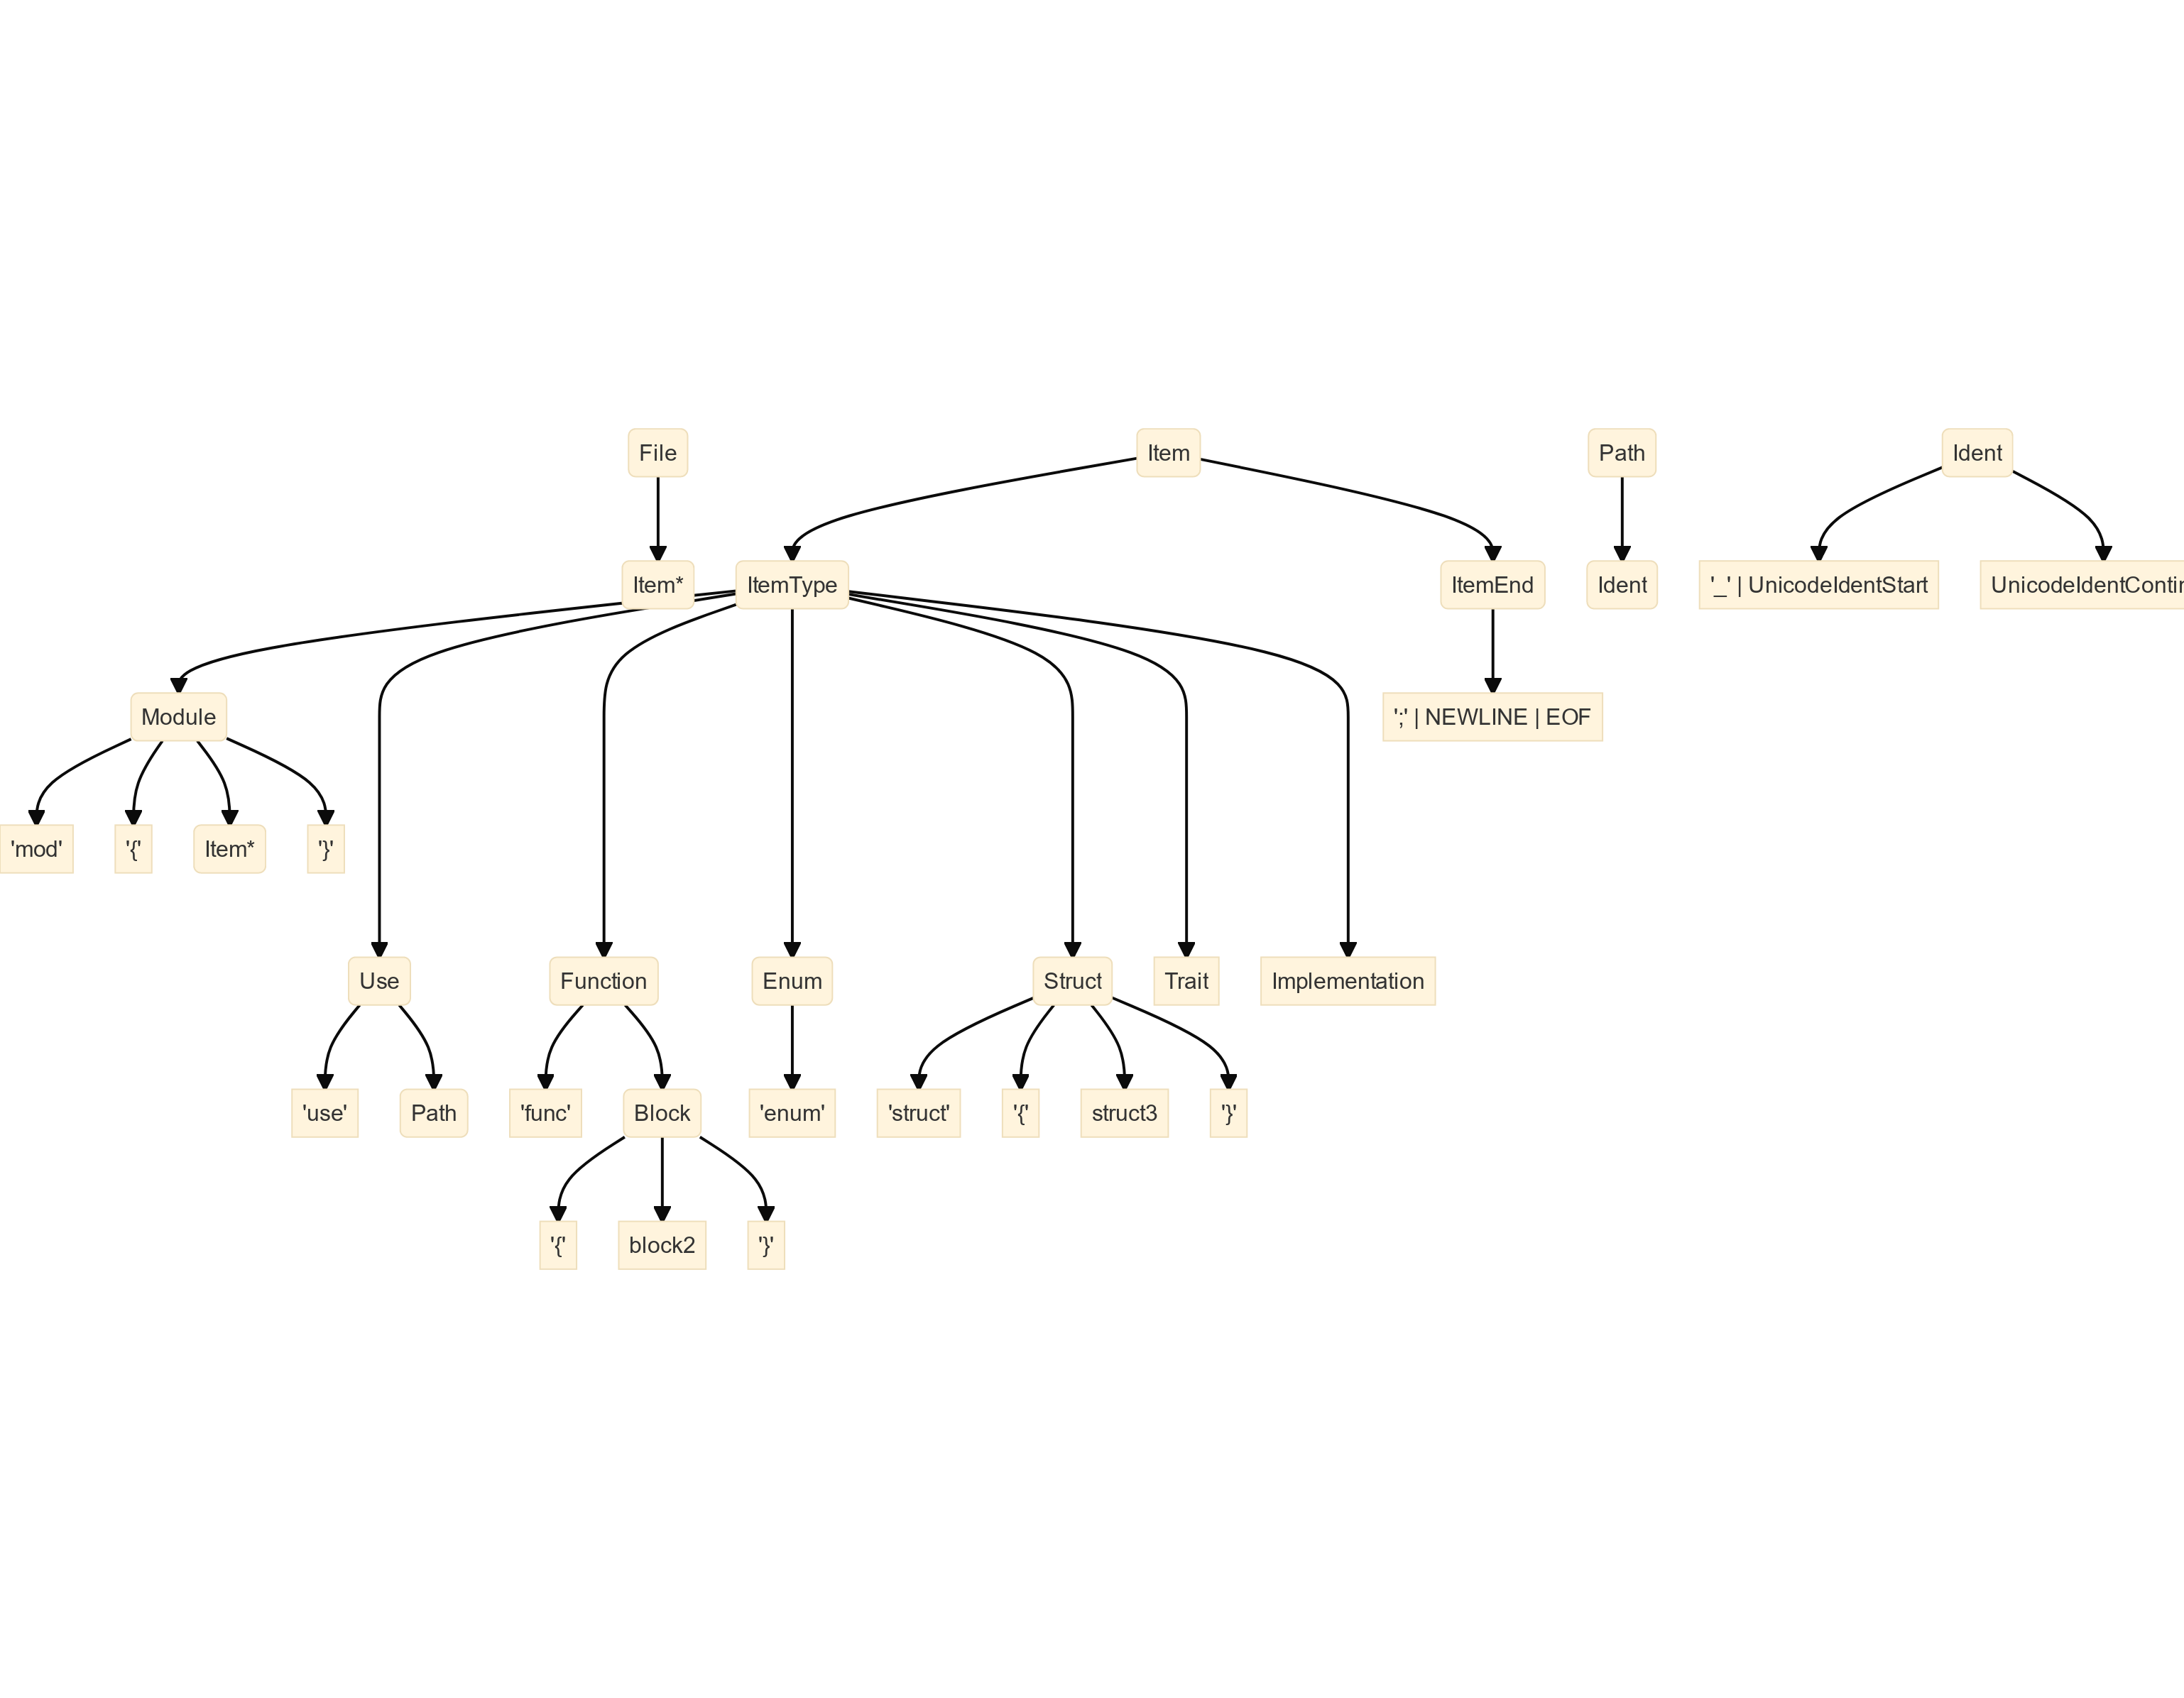 File
Item
Path
Ident
Item*
ItemType
ItemEnd
Ident
'_' | UnicodeIdentStart
Module
';' | NEWLINE | EOF
'mod'
'{'
Item*
'}'
Use
Function
Enum
Struct
Trait
Implementation
'use'
Path
'func'
Block
'enum'
'struct'
'{'
struct3
'}'
'{'
block2
'}'